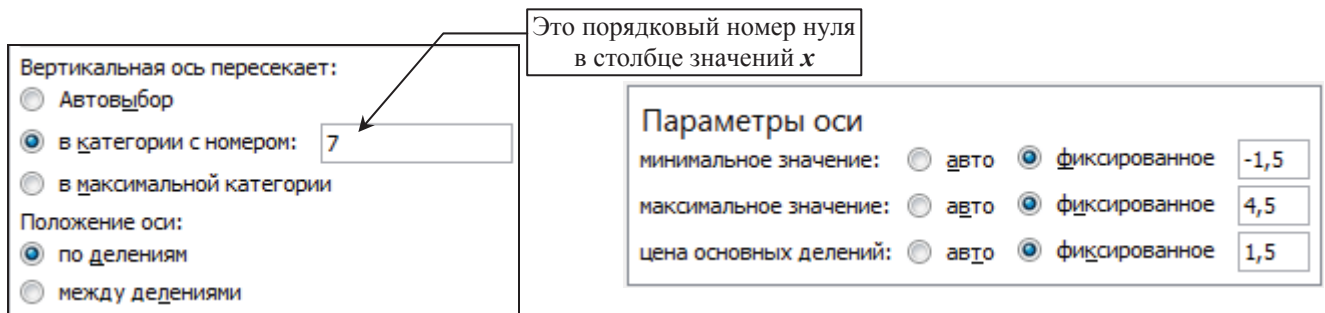 Это порядковый номер нуля
в столбце значений x
Вертикальная ось пересекает:
Автовыбор
в категории с номером: 7
в максимальной категории
Положение оси:
по делениям
между делениями
Параметры оси
минимальное значение: авто фиксированное -1,5
максимальное значение: авто фиксированное 4,5
цена основных делений: авто фиксированное 1,5